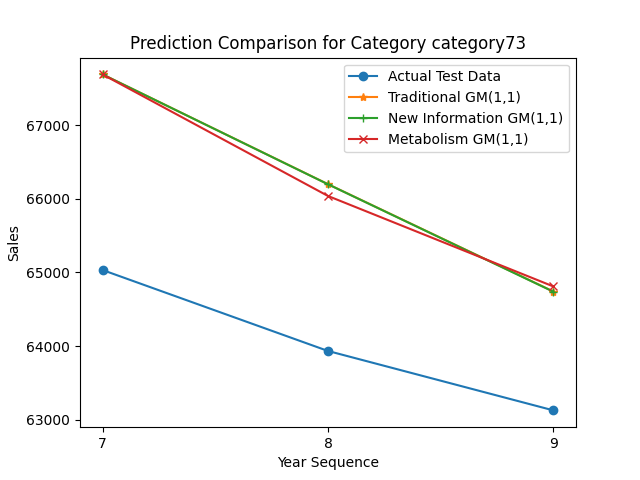 Prediction Comparison for Category category73
Actual Test Data
Traditional GM(1,1)
New Information GM(1,1)
Metabolism GM(1,1)
67000
66000
65000
64000
63000
Sales
7
8
9
Year Sequence